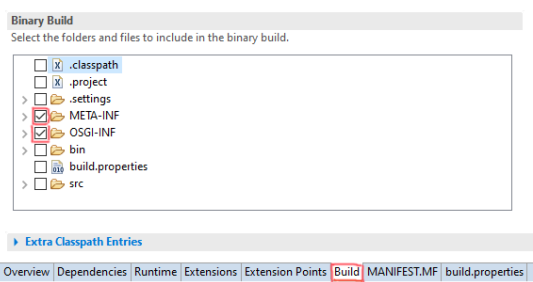 Binary Build
Select the folders and files to include in the binary build.
.classpath
.project
.settings
META-INF
OSGI-INF
bin
build.properties
src
Extra Classpath Entries
Overview Dependencies Runtime Extensions Extension Points Build MANIFEST.MF build.properties